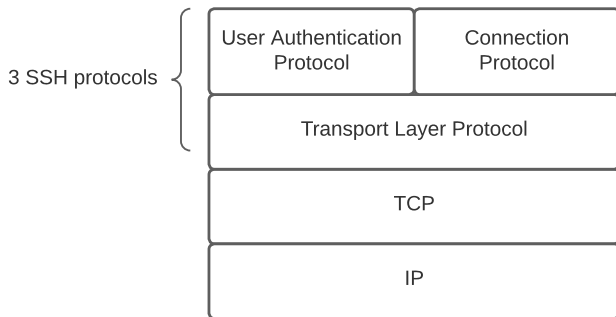 3 SSH protocols
User Authentication
Protocol
Connection
Protocol
Transport Layer Protocol
TCP
IP